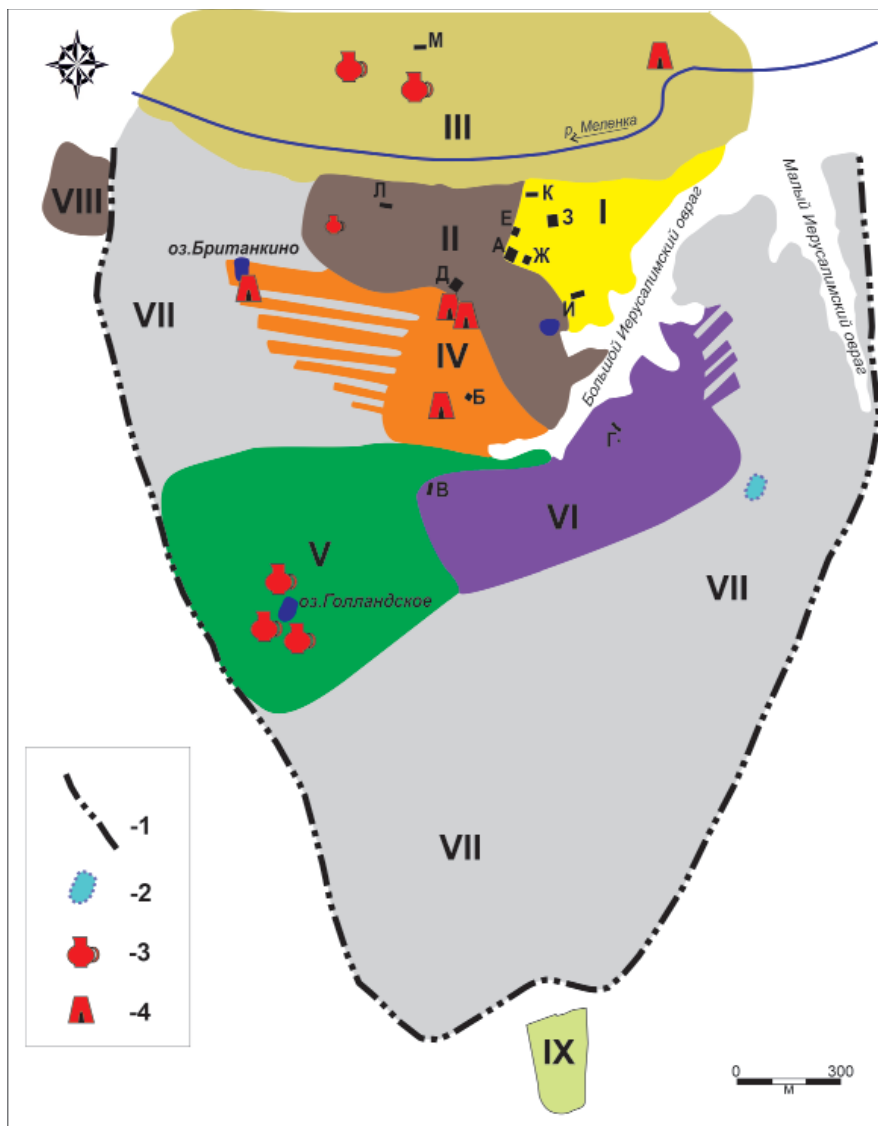 М
III
р. Меленка
Малый Иерусалимский овраг
VIII
Л
К
I
Е
З
II
А
Ж
оз.Британкино
Д
И
VII
Большой Иерусалимский овраг
IV
Б
Г.
В
VI
V
VII
оз.Голландское
-1
VII
-2
-3
-4
IX
0 300
М